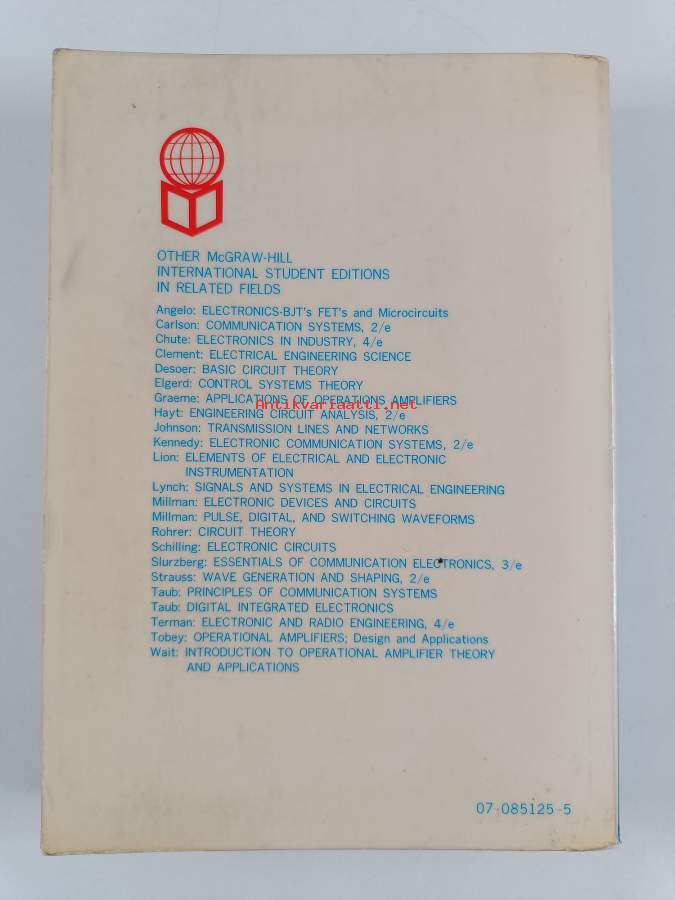 OTHER McGRAW-HILL
INTERNATIONAL STUDENT EDITIONS
IN RELATED FIELDS
Angelo: ELECTRONICS-BJT's FET's and Microcircuits
Carlson: COMMUNICATION SYSTEMS, 2/e
Chute: ELECTRONICS IN INDUSTRY, 4/e
Clement: ELECTRICAL ENGINEERING SCIENCE
Desoer: BASIC CIRCUIT THEORY
Elgerd: CONTROL SYSTEMS THEORY
Graeme: APPLICATIONS OF OPERATIONS AMPLIFIERS
Antikvariaatti.net
Hayt: ENGINEERING CIRCUIT ANALYSIS, 2/e
Johnson: TRANSMISSION LINES AND NETWORKS
Kennedy: ELECTRONIC COMMUNICATION SYSTEMS, 2/e
Lion: ELEMENTS OF ELECTRICAL AND ELECTRONIC
INSTRUMENTATION
Lynch: SIGNALS AND SYSTEMS IN ELECTRICAL ENGINEERING
Millman: ELECTRONIC DEVICES AND CIRCUITS
Millman: PULSE, DIGITAL, AND SWITCHING WAVEFORMS
Rohrer: CIRCUIT THEORY
Schilling: ELECTRONIC CIRCUITS
Slurzberg: ESSENTIALS OF COMMUNICATION ELECTRONICS, 3/e
Strauss: WAVE GENERATION AND SHAPING, 2/e
Taub: PRINCIPLES OF COMMUNICATION SYSTEMS
Taub: DIGITAL INTEGRATED ELECTRONICS
Terman: ELECTRONIC AND RADIO ENGINEERING, 4/e
Tobey: OPERATIONAL AMPLIFIERS; Design and Applications
Wait: INTRODUCTION TO OPERATIONAL AMPLIFIER THEORY
AND APPLICATIONS
07-085125-5